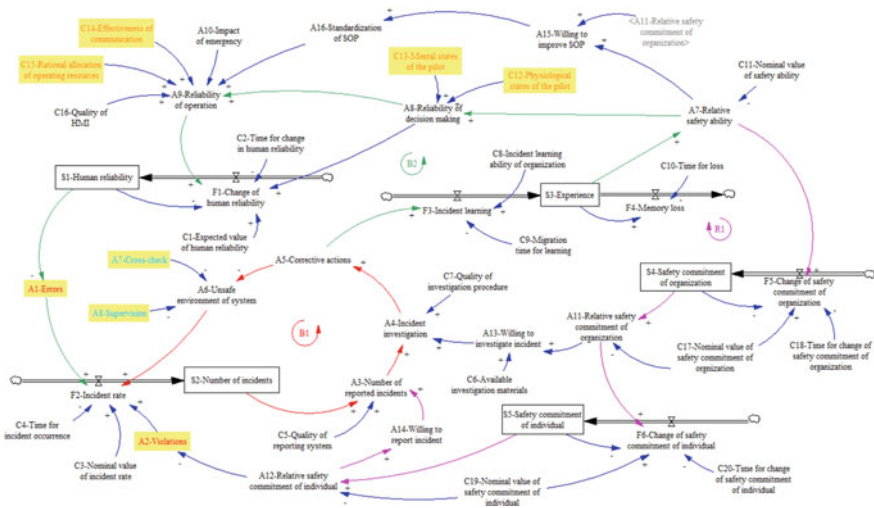 C14-Effectiveness of
communication
A10-Impact
of emergency
A16-Standardization
of SOP
A15-Willing to
improve SOP
<A11-Relative safety
commitment of
organization>
C15-Rational allocation
of operating resources
C13-Mental states
of the pilot
C12-Physiological
states of the pilot
C11-Nominal value
of safety ability
A9-Reliability
of operation
A8-Reliability of
decision making
A7-Relative
safety ability
C16-Quality of
HMI
C2-Time for change
in human reliability
B2
C8-Incident learning
ability of organization
C10-Time for loss
S1-Human reliability
F1-Change of
human reliability
S3-Experience
F3-Incident learning
F4-Memory loss
R1
C1-Expected value
of human reliability
C9-Migration
time for learning
A7-Cross-check
A5-Corrective actions
A6-Unsafe
environment of system
C7-Quality of
investigation procedure
S4-Safety commitment
of organization
F5-Change of safety
commitment of
organization
A1-Errors
A8-Supervision
B1
A4-Incident
investigation
A13-Willing to
investigate incident
A11-Relative safety
commitment of
organization
C17-Nominal value of
safety commitment of
orgnization
C18-Time for change of
safety commitment of
organization
S2-Number of incidents
F2-Incident rate
A3-Number of
reported incidents
C6-Available
investigation materials
S5-Safety commitment
of individual
C4-Time for
incident occurrence
A2-Violations
C5-Quality of
reporting system
A14-Willing to
report incident
F6-Change of safety
commitment of individual
C3-Nominal value
of incident rate
A12-Relative safety
commitment of individual
C19-Nominal value of
safety commitment of
individual
C20-Time for change
of safety commitment
of individual